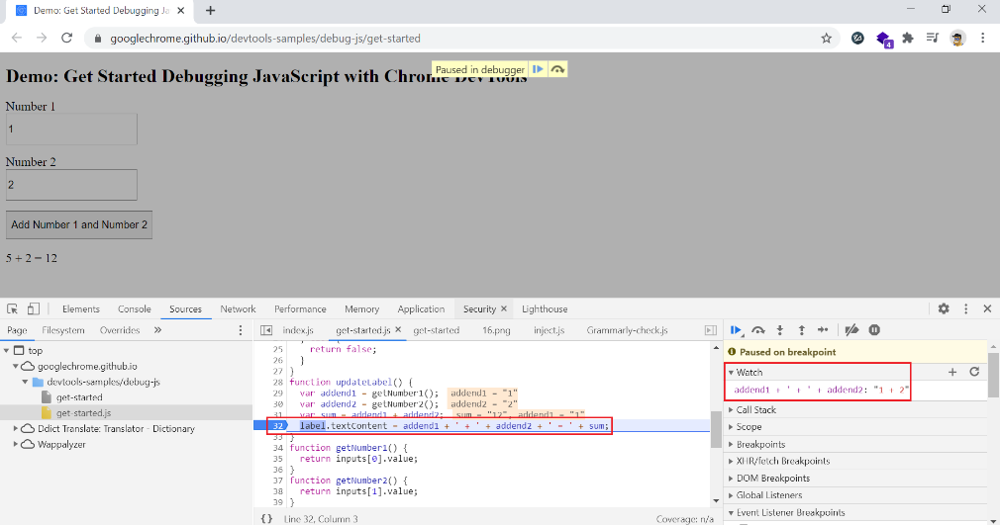 Demo: Get Started Debugging Ja
googlechrome.github.io/devtools-samples/debug-js/get-started
4
Demo: Get Started Debugging JavaScript with Chrome DevTools
Paused in debugger
Number 1
1
Number 2
2
Add Number 1 and Number 2
5 + 2 = 12
Elements Console Sources Network Performance Memory Application Security Lighthouse
Page Filesystem Overrides »
index.js get-started.js get-started 16.png inject.js Grammarly-check.js
top
googlechrome.github.io
devtools-samples/debug-js
get-started
get-started.js
Ddict Translate: Translator - Dictionary
Wappalyzer
25 return false;
26 }
27 }
28 function updateLabel() {
29 var addend1 = getNumber1(); addend1 = "1"
30 var addend2 = getNumber2(); addend2 = "2"
31 var sum = addend1 + addend2; sum = "12", addend1 = "1"
32 label.textContent = addend1 + ' + ' + addend2 + ' = ' + sum;
33 }
34 function getNumber1() {
35 return inputs[0].value;
36 }
37 function getNumber2() {
38 return inputs[1].value;
39 }
{ } Line 32, Column 3 Coverage: n/a
Paused on breakpoint
Watch
addend1 + ' + ' + addend2: "1 + 2"
Call Stack
Scope
Breakpoints
XHR/fetch Breakpoints
DOM Breakpoints
Global Listeners
Event Listener Breakpoints